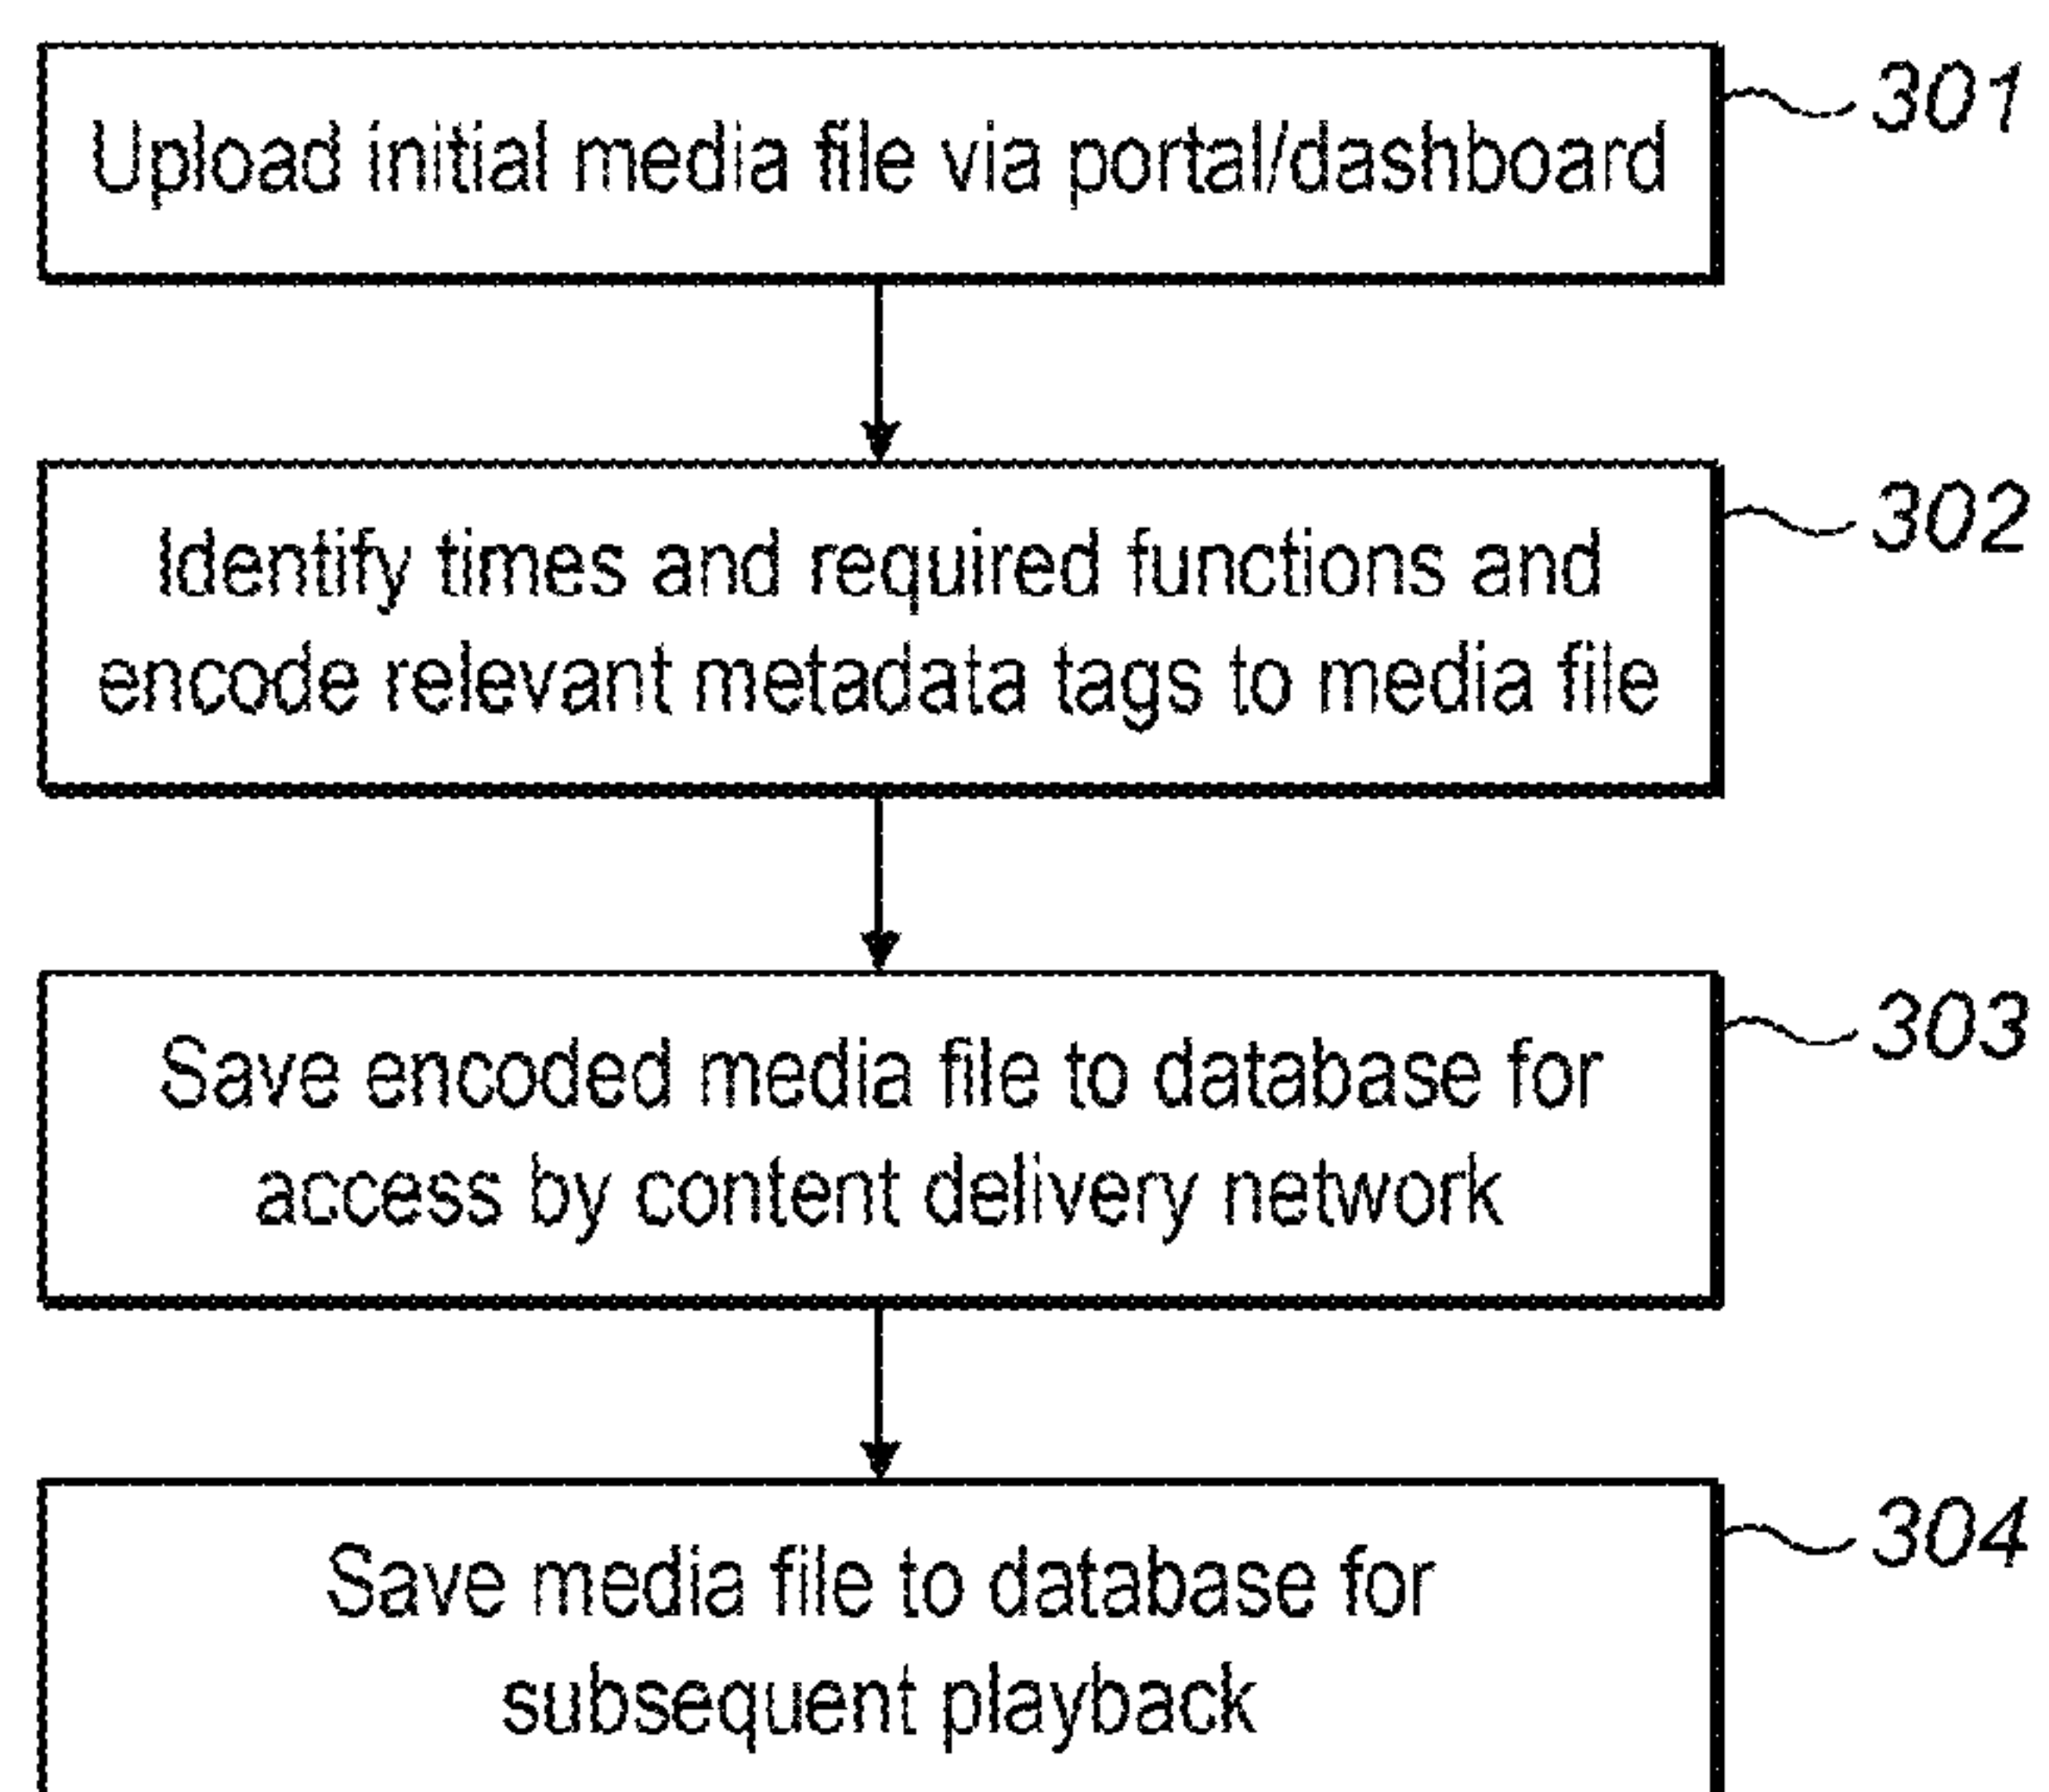 Upload initial media file via portal/dashboard
301
Identify times and required functions and
encode relevant metadata tags to media file
302
Save encoded media file to database for
access by content delivery network
303
Save media file to database for
subsequent playback
304